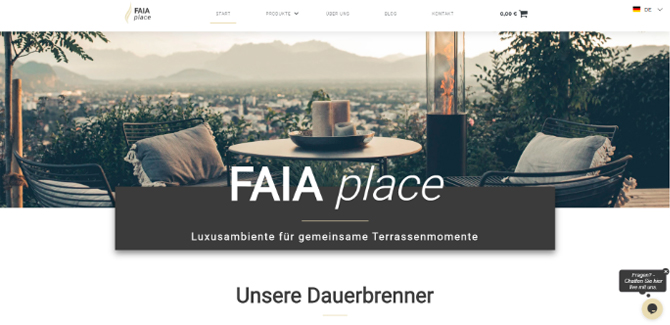 FAIA
place
START
PRODUKTE
ÜBER UNS
BLOG
KONTAKT
0,00 €
DE
FAIA place
Luxusambiente für gemeinsame Terrassenmomente
Unsere Dauerbrenner
Fragen? -
Chatten Sie hier
live mit uns.